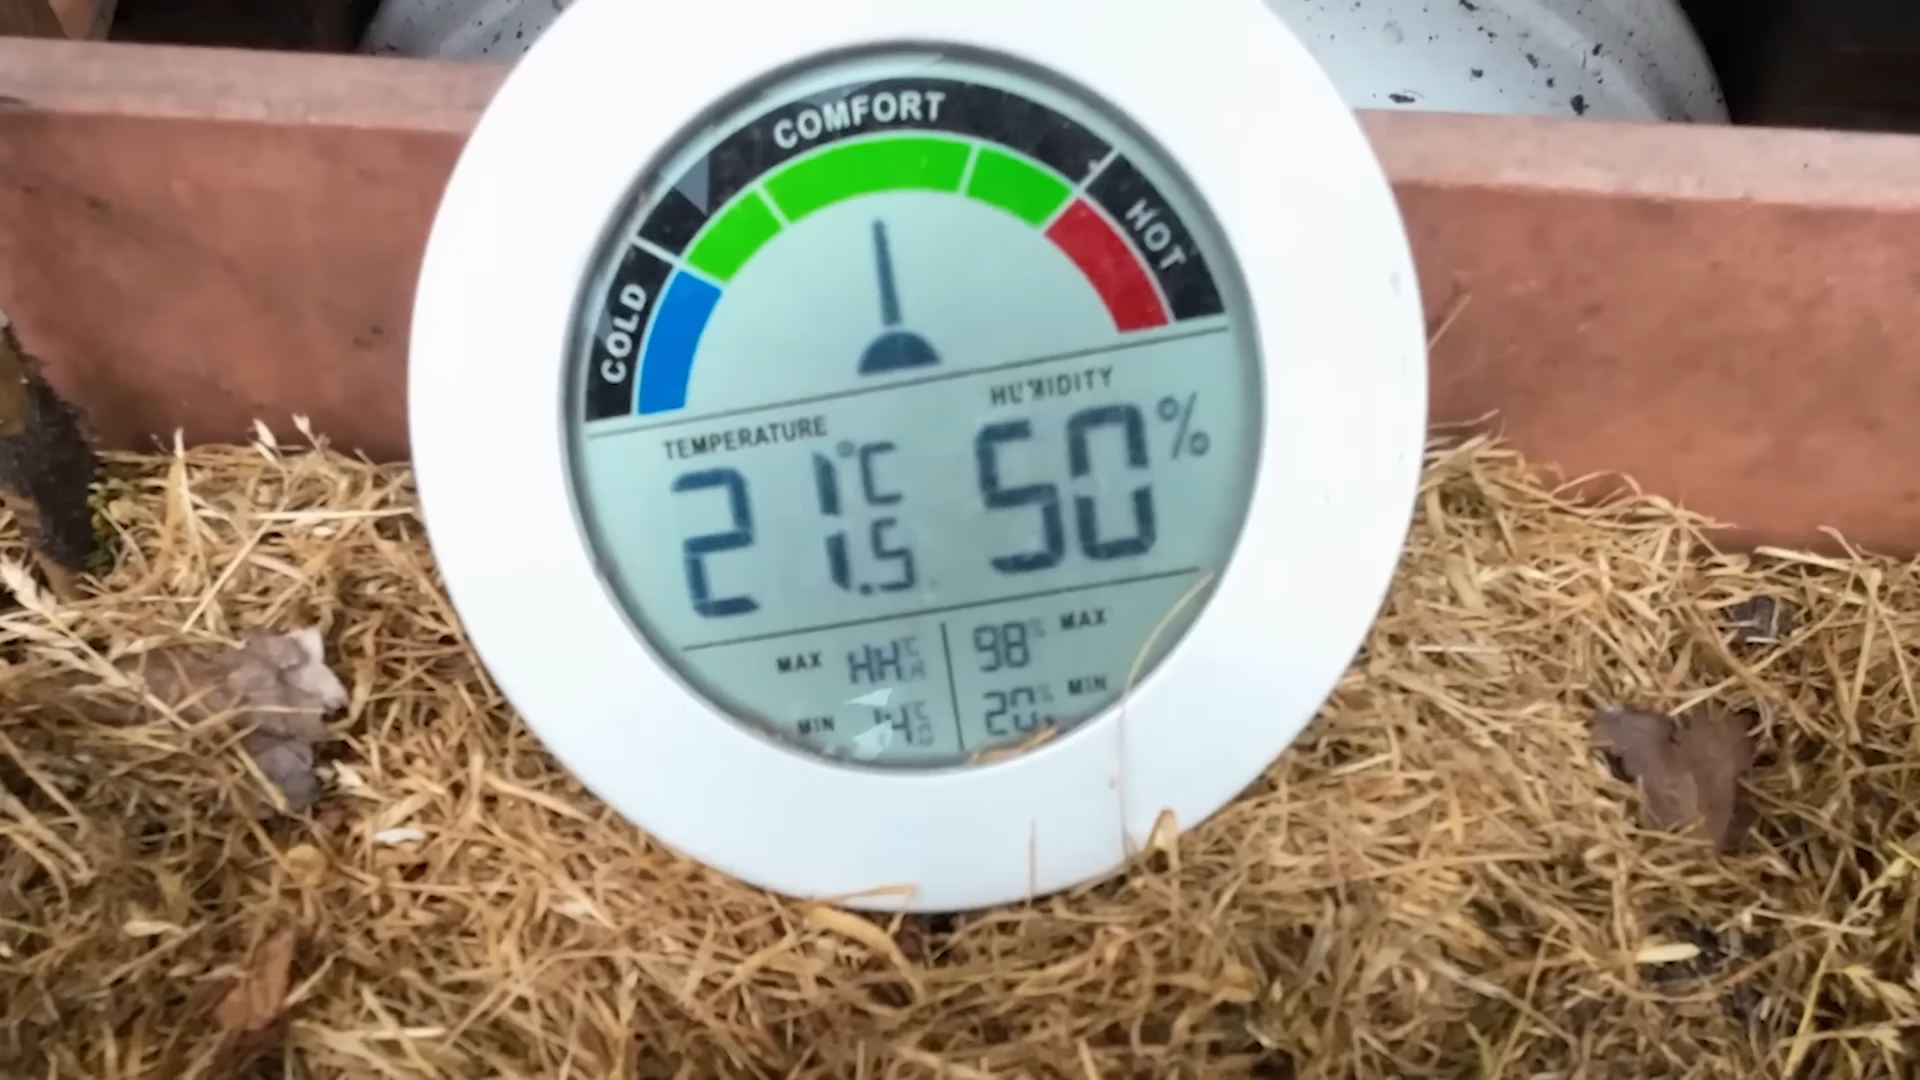 COMFORT
COLD
HOT
TEMPERATURE
HUMIDITY
21.5°C
50%
MAX
HH.H°C
98% MAX
MIN
20% MIN